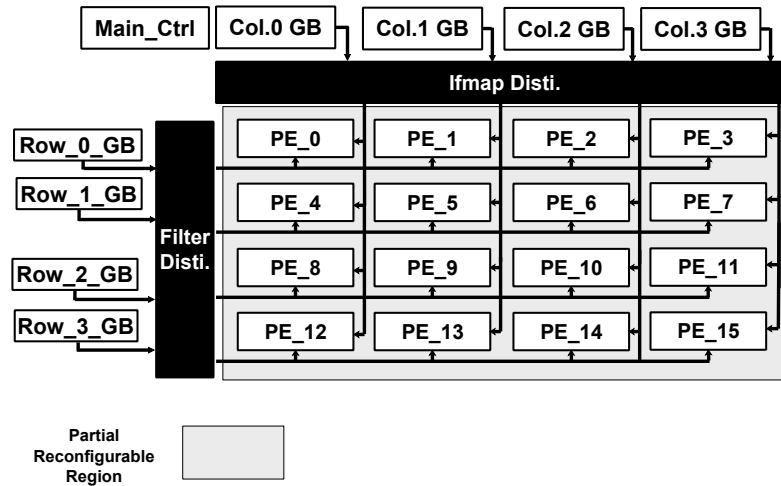 Main_Ctrl Col.0 GB Col.1 GB Col.2 GB Col.3 GB
Ifmap Disti.
Row_0_GB PE_0 PE_1 PE_2 PE_3
Row_1_GB PE_4 PE_5 PE_6 PE_7
Filter
Disti.
Row_2_GB PE_8 PE_9 PE_10 PE_11
Row_3_GB PE_12 PE_13 PE_14 PE_15
Partial
Reconfigurable
Region